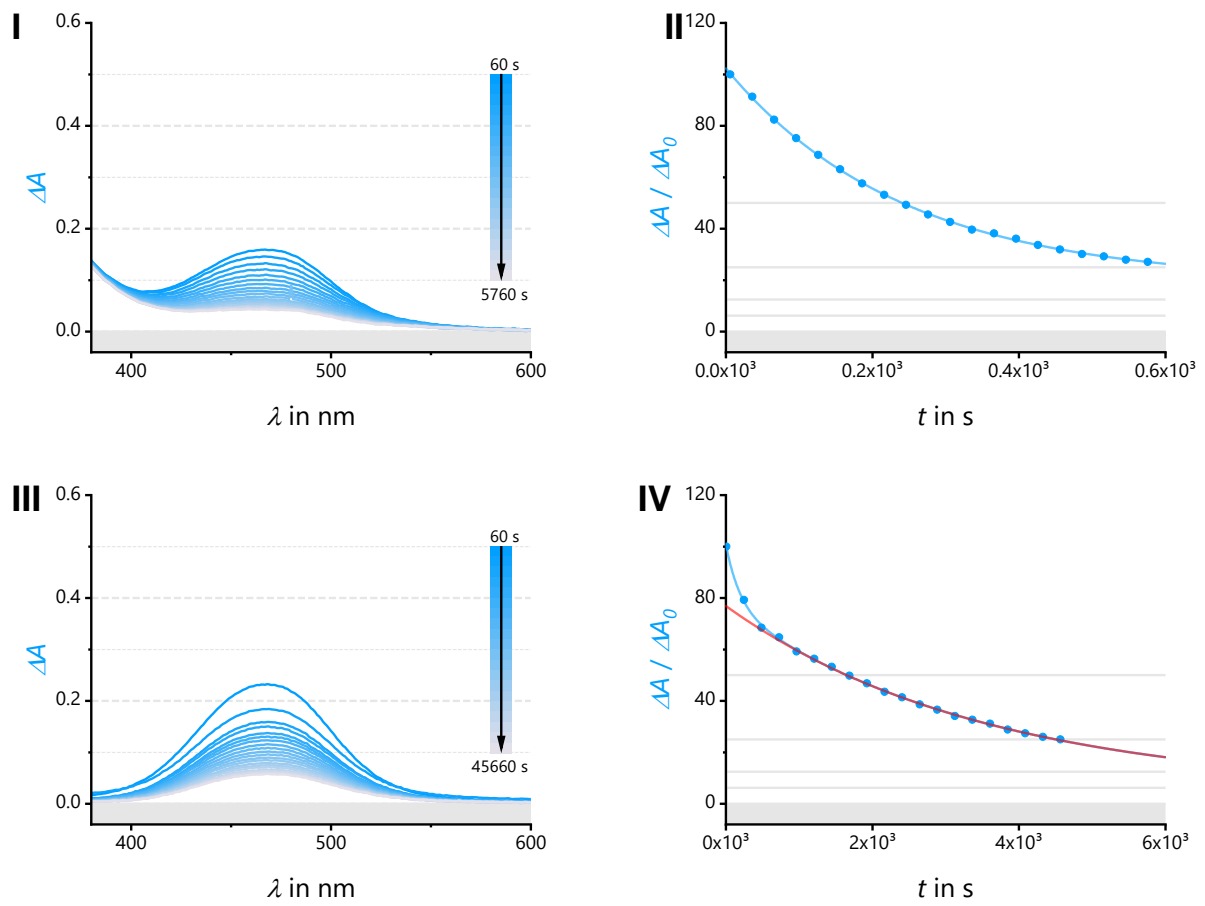 I
0.6
0.4
0.2
0.0
ΔA
60 s
5760 s
400
500
600
λ in nm
II
120
80
40
0
ΔA / ΔA₀
0.0x10³
0.2x10³
0.4x10³
0.6x10³
t in s
III
0.6
0.4
0.2
0.0
ΔA
60 s
45660 s
400
500
600
λ in nm
IV
120
80
40
0
ΔA / ΔA₀
0x10³
2x10³
4x10³
6x10³
t in s